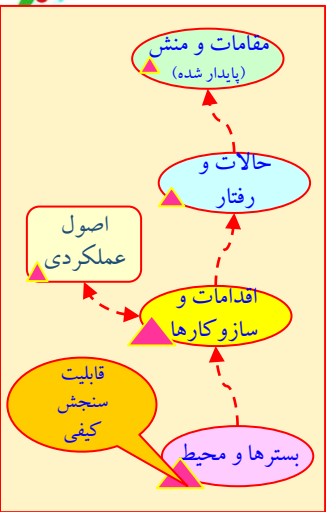 مقامات و منش
(پایدار شده)
حالات و
رفتار
اصول
عملکردی
اقدامات و
سازوکارها
قابلیت
سنجش
کیفی
بسترها و محیط